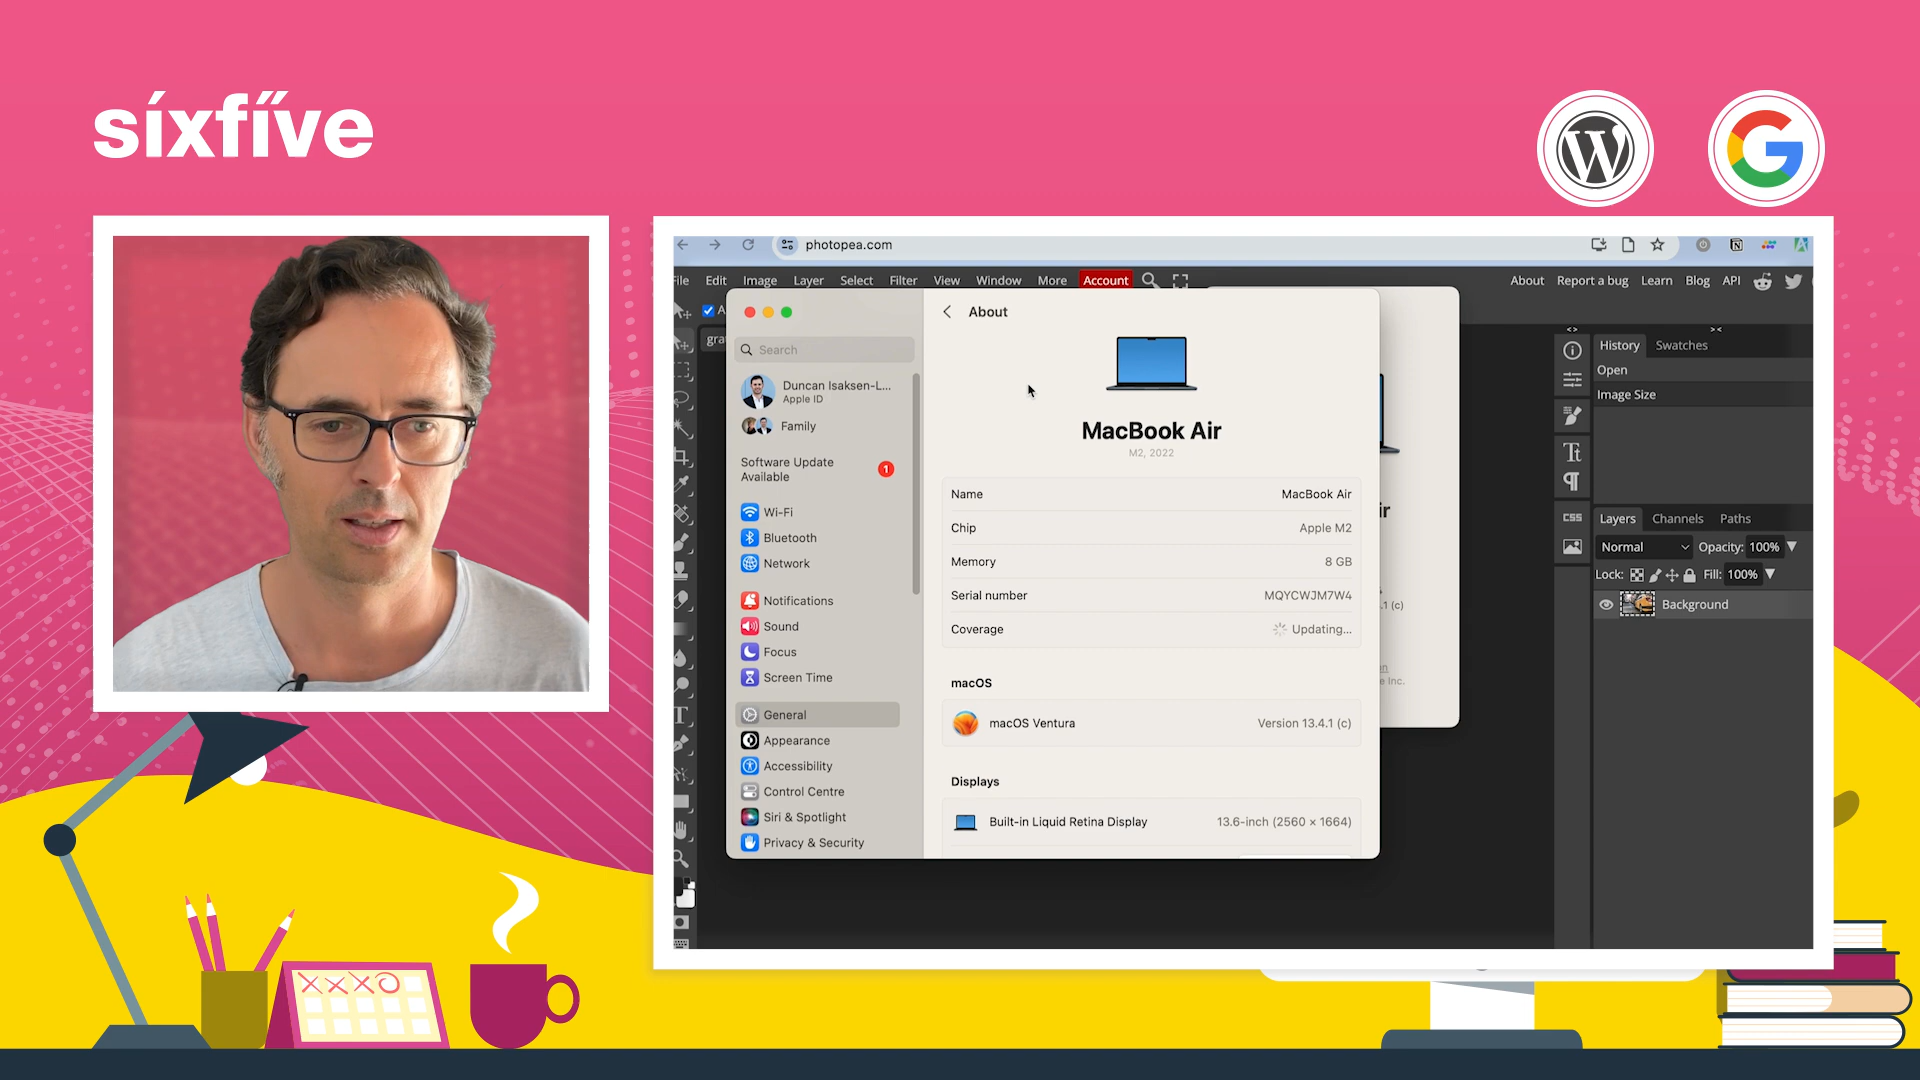 síxfív̋e
photopea.com
File Edit Image Layer Select Filter View Window More Account
About Report a bug Learn Blog API
About
Search
Duncan Isaksen-L...
Apple ID
Family
Software Update
Available
1
Wi-Fi
Bluetooth
Network
Notifications
Sound
Focus
Screen Time
General
Appearance
Accessibility
Control Centre
Siri & Spotlight
Privacy & Security
MacBook Air
M2, 2022
Name MacBook Air
Chip Apple M2
Memory 8 GB
Serial number MQYCWJM7W4
Coverage Updating...
macOS
macOS Ventura Version 13.4.1 (c)
Displays
Built-in Liquid Retina Display 13.6-inch (2560 × 1664)
gra
ir
.1 (c)
e Inc.
History Swatches
Open
Image Size
CSS
Layers Channels Paths
Normal Opacity: 100%
Lock: Fill: 100%
Background